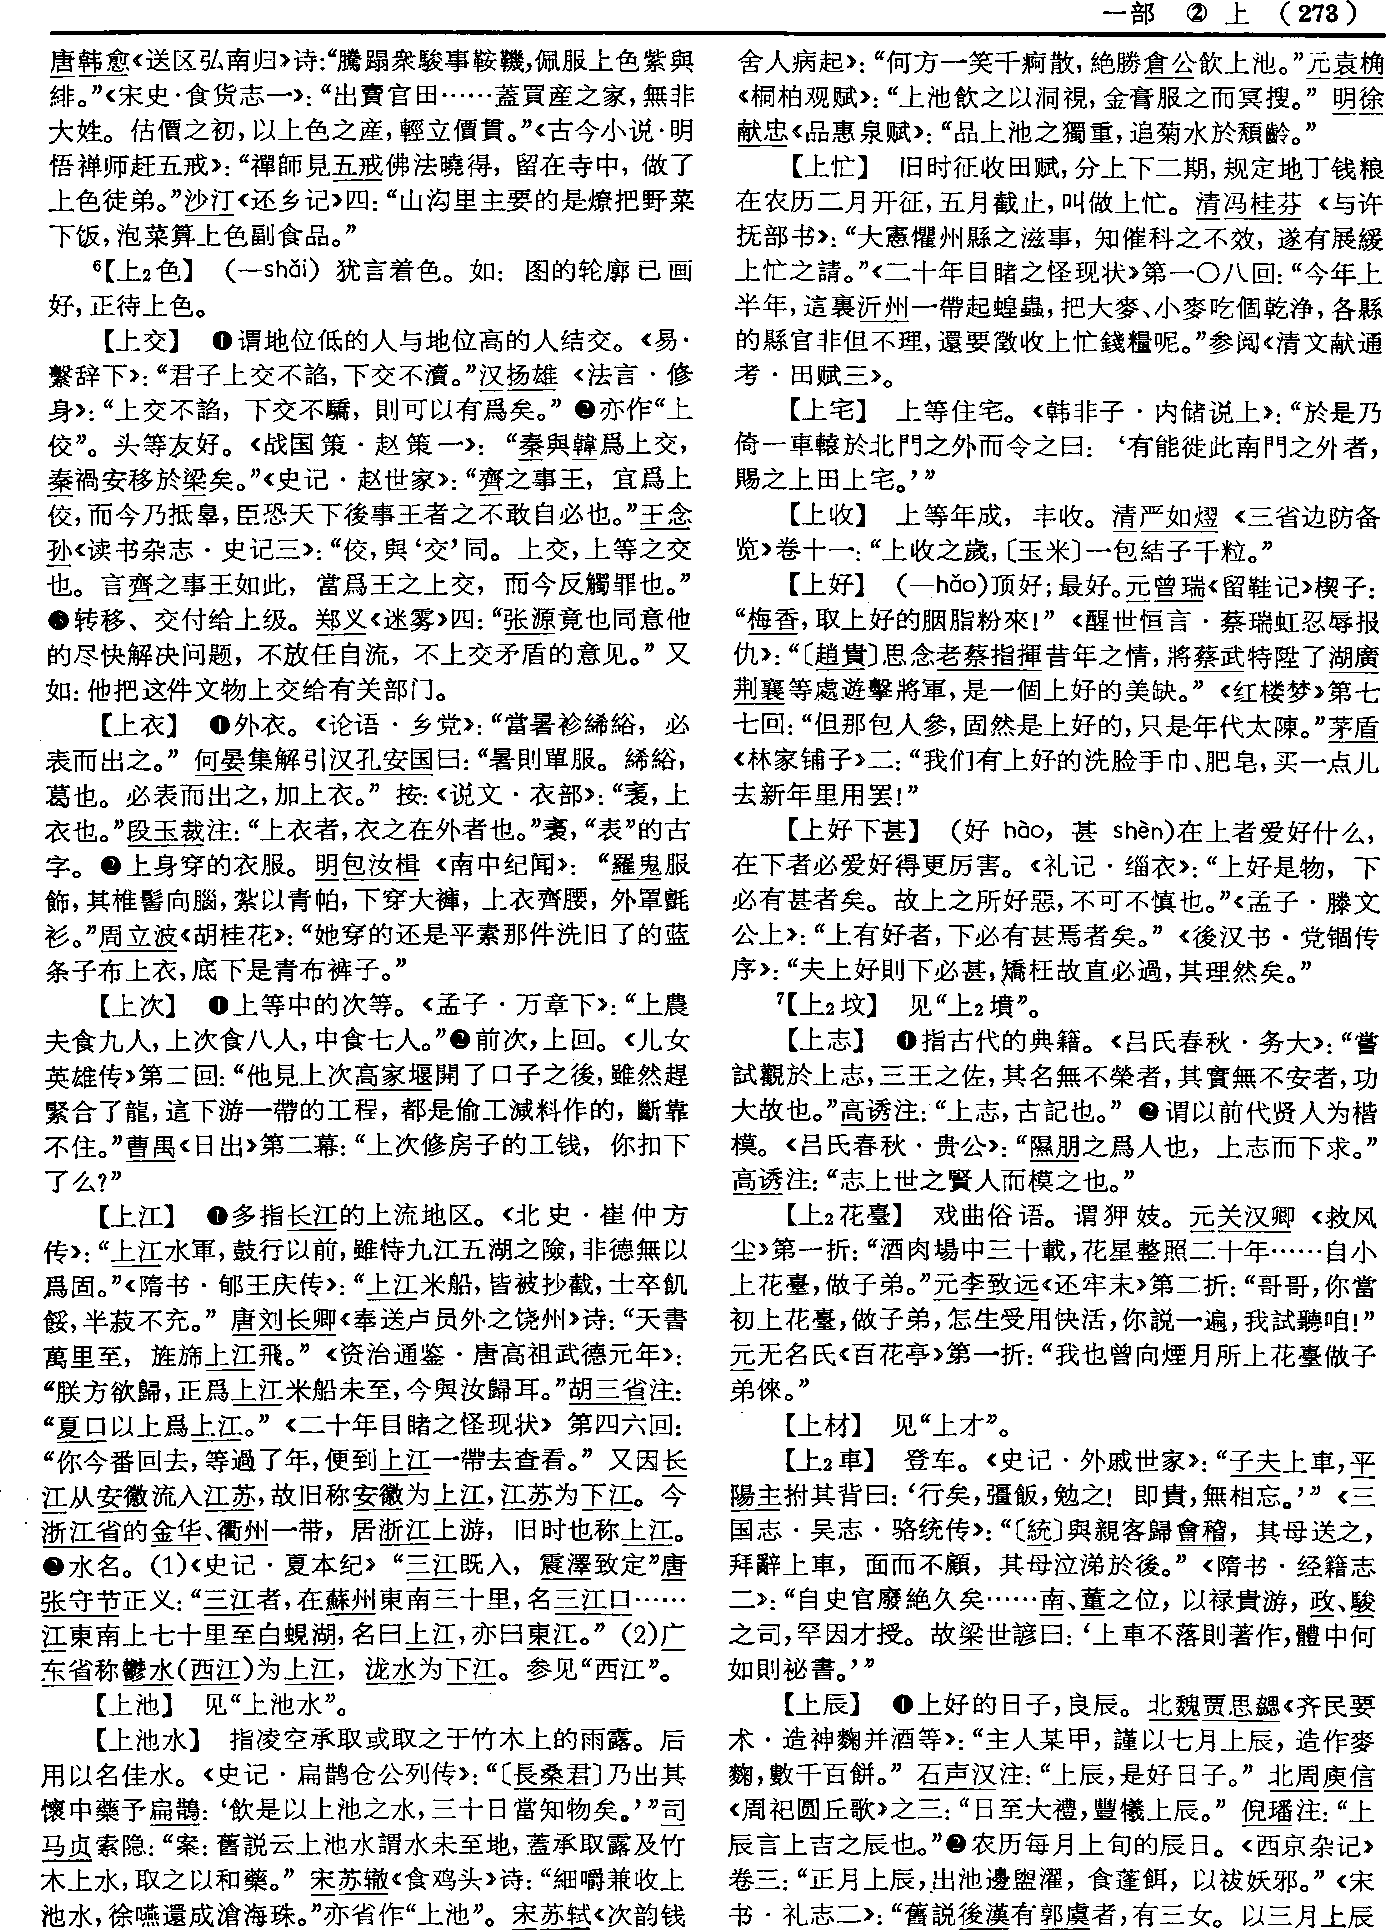 一部 ② 上 （273）
唐韩愈《送区弘南归》诗：“騰蹋衆駿事鞍韉，佩服上色紫與
緋。”《宋史·食货志一》：“出賣官田……蓋買産之家，無非
大姓。估價之初，以上色之産，輕立價貫。”《古今小说·明
悟禅师赶五戒》：“禪師見五戒佛法曉得，留在寺中，做了
上色徒弟。”沙汀《还乡记》四：“山沟里主要的是燎把野菜
下饭，泡菜算上色副食品。”
⁶【上₂色】 （—shǎi）犹言着色。如：图的轮廓已画
好，正待上色。
【上交】 ❶谓地位低的人与地位高的人结交。《易·
繫辞下》：“君子上交不諂，下交不瀆。”汉扬雄《法言·修
身》：“上交不諂，下交不驕，則可以有爲矣。”❷亦作“上
佼”。头等友好。《战国策·赵策一》：“秦與韓爲上交，
秦禍安移於梁矣。”《史记·赵世家》：“齊之事王，宜爲上
佼，而今乃抵辠，臣恐天下後事王者之不敢自必也。”王念
孙《读书杂志·史记三》：“佼，與‘交’同。上交，上等之交
也。言齊之事王如此，當爲王之上交，而今反觸罪也。”
❸转移、交付给上级。郑义《迷雾》四：“张源竟也同意他
的尽快解决问题，不放任自流，不上交矛盾的意见。”又
如：他把这件文物上交给有关部门。
【上衣】 ❶外衣。《论语·乡党》：“當暑袗絺綌，必
表而出之。”何晏集解引汉孔安国曰：“暑則單服。絺綌，
葛也。必表而出之，加上衣。”按：《说文·衣部》：“𧘝，上
衣也。”段玉裁注：“上衣者，衣之在外者也。”𧘝，“表”的古
字。❷上身穿的衣服。明包汝楫《南中纪闻》：“羅鬼服
飾，其椎髻向腦，紮以青帕，下穿大褲，上衣齊腰，外罩氈
衫。”周立波《胡桂花》：“她穿的还是平素那件洗旧了的蓝
条子布上衣，底下是青布裤子。”
【上次】 ❶上等中的次等。《孟子·万章下》：“上農
夫食九人，上次食八人，中食七人。”❷前次，上回。《儿女
英雄传》第二回：“他見上次高家堰開了口子之後，雖然趕
緊合了龍，這下游一帶的工程，都是偷工減料作的，斷靠
不住。”曹禺《日出》第二幕：“上次修房子的工钱，你扣下
了么？”
【上江】 ❶多指长江的上流地区。《北史·崔仲方
传》：“上江水軍，鼓行以前，雖恃九江五湖之險，非德無以
爲固。”《隋书·郇王庆传》：“上江米船，皆被抄截，士卒飢
餒，半菽不充。”唐刘长卿《奉送卢员外之饶州》诗：“天書
萬里至，旌旆上江飛。”《资治通鉴·唐高祖武德元年》：
“朕方欲歸，正爲上江米船未至，今與汝歸耳。”胡三省注：
“夏口以上爲上江。”《二十年目睹之怪现状》第四六回：
“你今番回去，等過了年，便到上江一帶去查看。”又因长
江从安徽流入江苏，故旧称安徽为上江，江苏为下江。今
浙江省的金华、衢州一带，居浙江上游，旧时也称上江。
❷水名。（1）《史记·夏本纪》“三江既入，震澤致定”唐
张守节正义：“三江者，在蘇州東南三十里，名三江口……
江東南上七十里至白蜆湖，名曰上江，亦曰東江。”（2）广
东省称鬱水（西江）为上江，泷水为下江。参见“西江”。
【上池】 见“上池水”。
【上池水】 指凌空承取或取之于竹木上的雨露。后
用以名佳水。《史记·扁鹊仓公列传》：“〔長桑君〕乃出其
懷中藥予扁鵲：‘飲是以上池之水，三十日當知物矣。’”司
马贞索隐：“案：舊説云上池水謂水未至地，蓋承取露及竹
木上水，取之以和藥。”宋苏辙《食鸡头》诗：“細嚼兼收上
池水，徐嚥還成滄海珠。”亦省作“上池”。宋苏轼《次韵钱
舍人病起》：“何方一笑千痾散，絶勝倉公飲上池。”元袁桷
《桐柏观赋》：“上池飲之以洞視，金膏服之而冥搜。”明徐
献忠《品惠泉赋》：“品上池之獨重，追菊水於頹齡。”
【上忙】 旧时征收田赋，分上下二期，规定地丁钱粮
在农历二月开征，五月截止，叫做上忙。清冯桂芬《与许
抚部书》：“大憲懼州縣之滋事，知催科之不效，遂有展緩
上忙之請。”《二十年目睹之怪现状》第一〇八回：“今年上
半年，這裏沂州一帶起蝗蟲，把大麥、小麥吃個乾净，各縣
的縣官非但不理，還要徵收上忙錢糧呢。”参阅《清文献通
考·田赋三》。
【上宅】 上等住宅。《韩非子·内储说上》：“於是乃
倚一車轅於北門之外而令之曰：‘有能徙此南門之外者，
賜之上田上宅。’”
【上收】 上等年成，丰收。清严如熤《三省边防备
览》卷十一：“上收之歲，〔玉米〕一包結子千粒。”
【上好】 （—hǎo）顶好；最好。元曾瑞《留鞋记》楔子：
“梅香，取上好的胭脂粉來！”《醒世恒言·蔡瑞虹忍辱报
仇》：“〔趙貴〕思念老蔡指揮昔年之情，將蔡武特陞了湖廣
荆襄等處遊擊將軍，是一個上好的美缺。”《红楼梦》第七
七回：“但那包人參，固然是上好的，只是年代太陳。”茅盾
《林家铺子》二：“我们有上好的洗脸手巾、肥皂，买一点儿
去新年里用罢！”
【上好下甚】 （好 hào，甚 shèn）在上者爱好什么，
在下者必爱好得更厉害。《礼记·缁衣》：“上好是物，下
必有甚者矣。故上之所好惡，不可不慎也。”《孟子·滕文
公上》：“上有好者，下必有甚焉者矣。”《後汉书·党锢传
序》：“夫上好則下必甚，矯枉故直必過，其理然矣。”
⁷【上₂坟】 见“上₂墳”。
【上志】 ❶指古代的典籍。《吕氏春秋·务大》：“嘗
試觀於上志，三王之佐，其名無不榮者，其實無不安者，功
大故也。”高诱注：“上志，古記也。”❷谓以前代贤人为楷
模。《吕氏春秋·贵公》：“隰朋之爲人也，上志而下求。”
高诱注：“志上世之賢人而模之也。”
【上₂花臺】 戏曲俗语。谓狎妓。元关汉卿《救风
尘》第一折：“酒肉場中三十載，花星整照二十年……自小
上花臺，做子弟。”元李致远《还牢末》第二折：“哥哥，你當
初上花臺，做子弟，怎生受用快活，你説一遍，我試聽咱！”
元无名氏《百花亭》第一折：“我也曾向煙月所上花臺做子
弟倈。”
【上材】 见“上才”。
【上₂車】 登车。《史记·外戚世家》：“子夫上車，平
陽主拊其背曰：‘行矣，彊飯，勉之！即貴，無相忘。’”《三
国志·吴志·骆统传》：“〔統〕與親客歸會稽，其母送之，
拜辭上車，面而不顧，其母泣涕於後。”《隋书·经籍志
二》：“自史官廢絶久矣……南、董之位，以禄貴游，政、駿
之司，罕因才授。故梁世諺曰：‘上車不落則著作，體中何
如則祕書。’”
【上辰】 ❶上好的日子，良辰。北魏贾思勰《齐民要
术·造神麴并酒等》：“主人某甲，謹以七月上辰，造作麥
麴，數千百餅。”石声汉注：“上辰，是好日子。”北周庾信
《周祀圆丘歌》之三：“日至大禮，豐犧上辰。”倪璠注：“上
辰言上吉之辰也。”❷农历每月上旬的辰日。《西京杂记》
卷三：“正月上辰，出池邊盥濯，食蓬餌，以祓妖邪。”《宋
书·礼志二》：“舊説後漢有郭虞者，有三女。以三月上辰